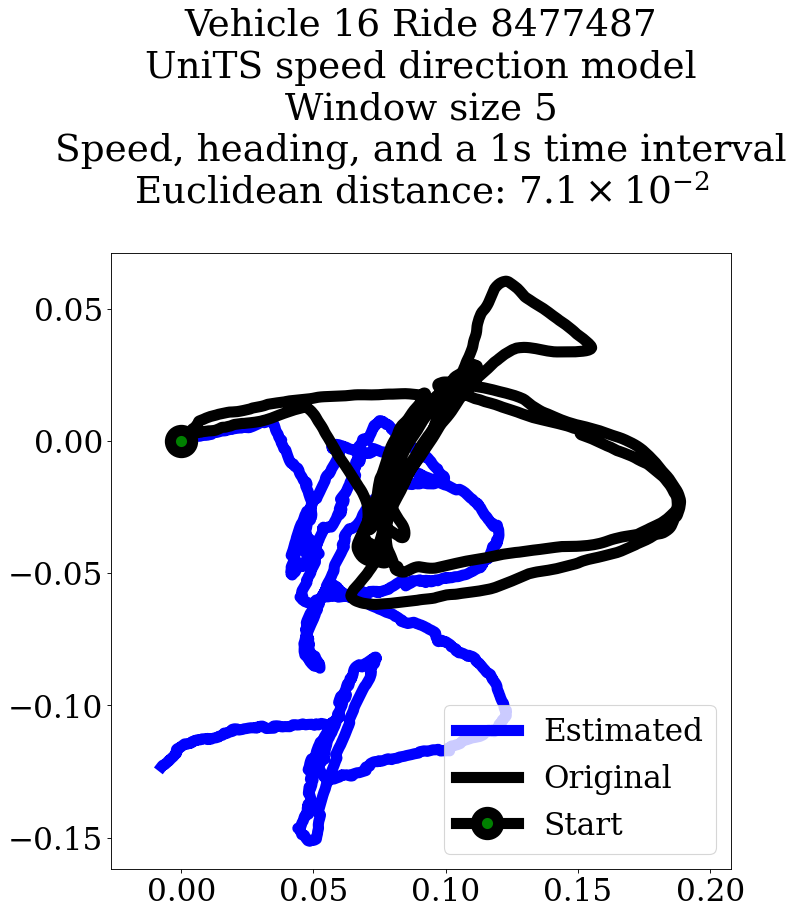 Vehicle 16 Ride 8477487
UniTS speed direction model
Window size 5
Speed, heading, and a 1s time interval
Euclidean distance: 7.1 × 10⁻²
0.05
0.00
−0.05
−0.10
−0.15
Estimated
Original
Start
0.00 0.05 0.10 0.15 0.20